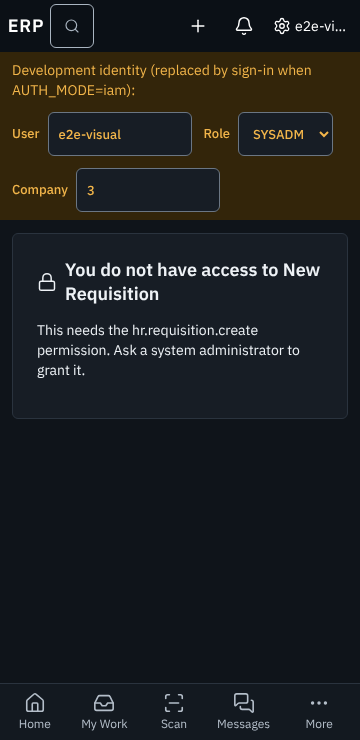 ERP
e2e-vi...
Development identity (replaced by sign-in when
AUTH_MODE=iam):
User e2e-visual Role SYSADM
Company 3
You do not have access to New
Requisition
This needs the hr.requisition.create
permission. Ask a system administrator to
grant it.
Home My Work Scan Messages More